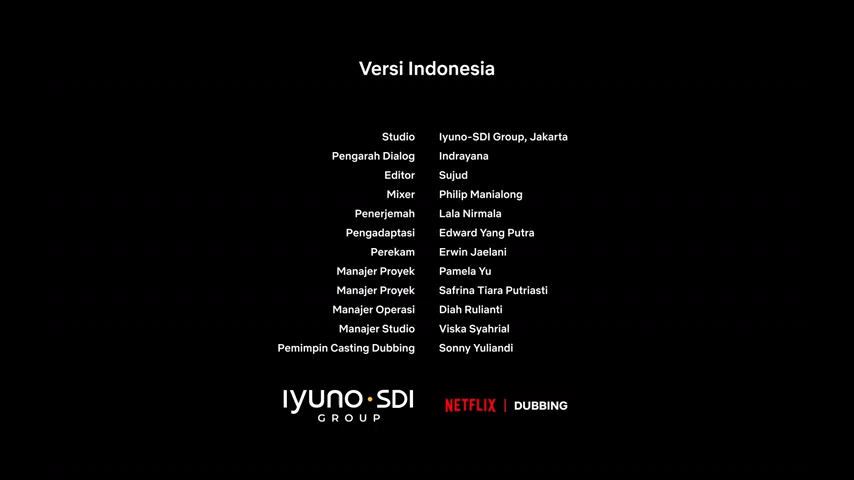 Versi Indonesia
Studio Iyuno-SDI Group, Jakarta
Pengarah Dialog Indrayana
Editor Sujud
Mixer Philip Manialong
Penerjemah Lala Nirmala
Pengadaptasi Edward Yang Putra
Perekam Erwin Jaelani
Manajer Proyek Pamela Yu
Manajer Proyek Safrina Tiara Putriasti
Manajer Operasi Diah Rulianti
Manajer Studio Viska Syahrial
Pemimpin Casting Dubbing Sonny Yuliandi
IYUNO·SDI
GROUP
NETFLIX | DUBBING